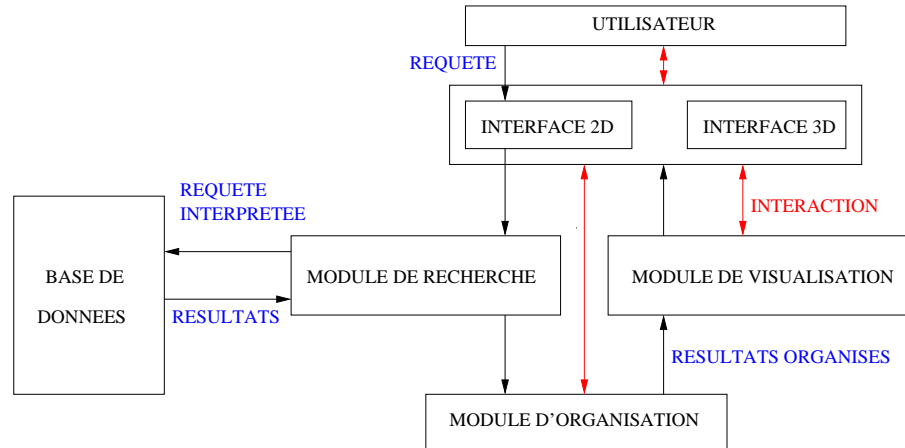 UTILISATEUR
REQUETE
INTERFACE 2D
INTERFACE 3D
REQUETE
INTERPRETEE
INTERACTION
BASE DE
DONNEES
MODULE DE RECHERCHE
MODULE DE VISUALISATION
RESULTATS
RESULTATS ORGANISES
MODULE D'ORGANISATION